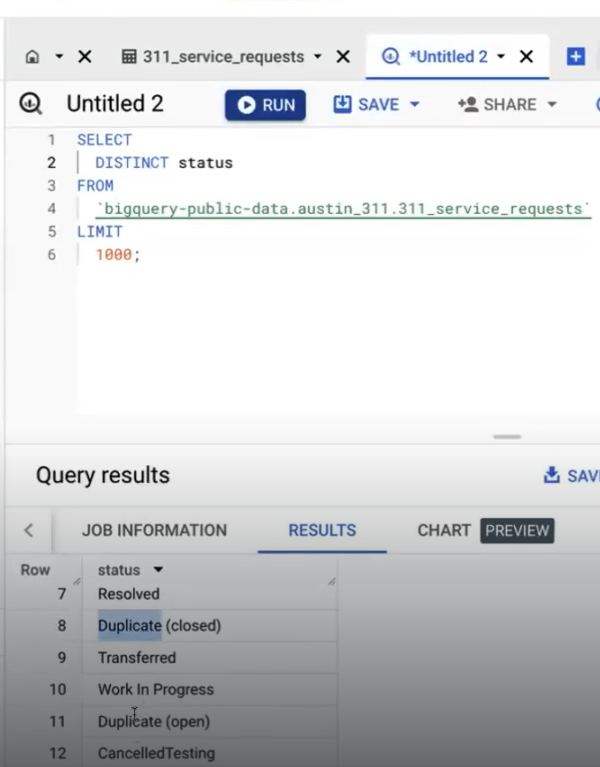 311_service_requests
*Untitled 2
Untitled 2
RUN
SAVE
SHARE
1 SELECT
2 DISTINCT status
3 FROM
4 `bigquery-public-data.austin_311.311_service_requests`
5 LIMIT
6 1000;
Query results
SAV
JOB INFORMATION
RESULTS
CHART
PREVIEW
Row status
7 Resolved
8 Duplicate (closed)
9 Transferred
10 Work In Progress
11 Duplicate (open)
12 CancelledTesting